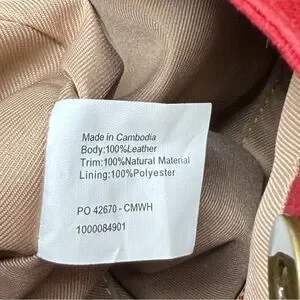 Made in Cambodia
Body:100%Leather
Trim:100%Natural Material
Lining:100%Polyester
PO 42670 - CMWH
1000084901